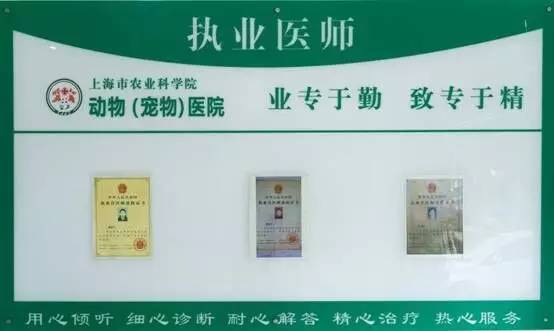 执业医师
上海市农业科学院
动物（宠物）医院
业专于勤 致专于精
用心倾听 细心诊断 耐心解答 精心治疗 热心服务